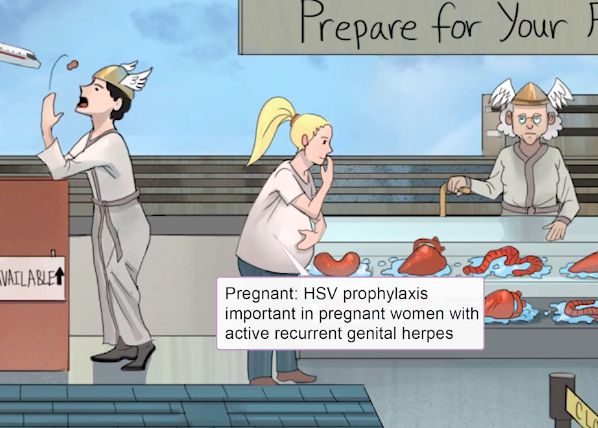 Prepare for Your
VAILABLE
Pregnant: HSV prophylaxis
important in pregnant women with
active recurrent genital herpes